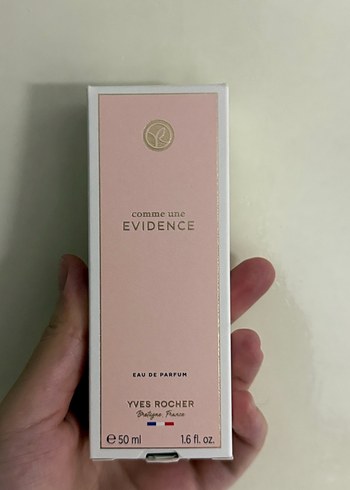 comme une
EVIDENCE
EAU DE PARFUM
YVES ROCHER
Bretagne, France
℮ 50 ml 1.6 fl. oz.